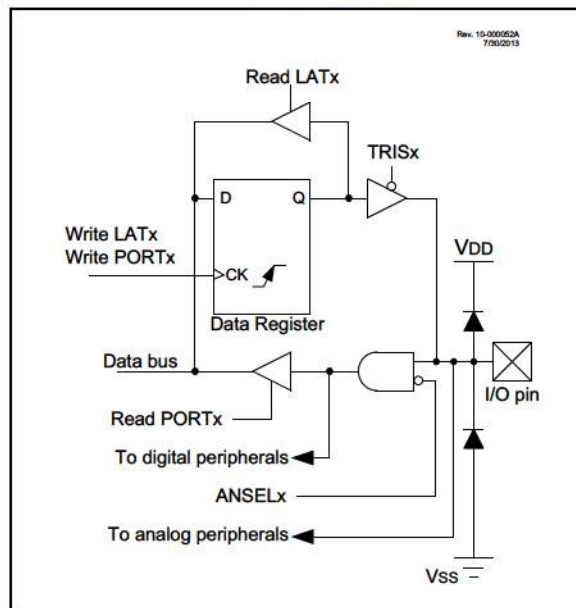 Rev. 10-000052A
7/30/2013
Read LATx
TRISx
D
Q
Write LATx
Write PORTx
CK
VDD
Data Register
Data bus
I/O pin
Read PORTx
To digital peripherals
ANSELx
To analog peripherals
VSS